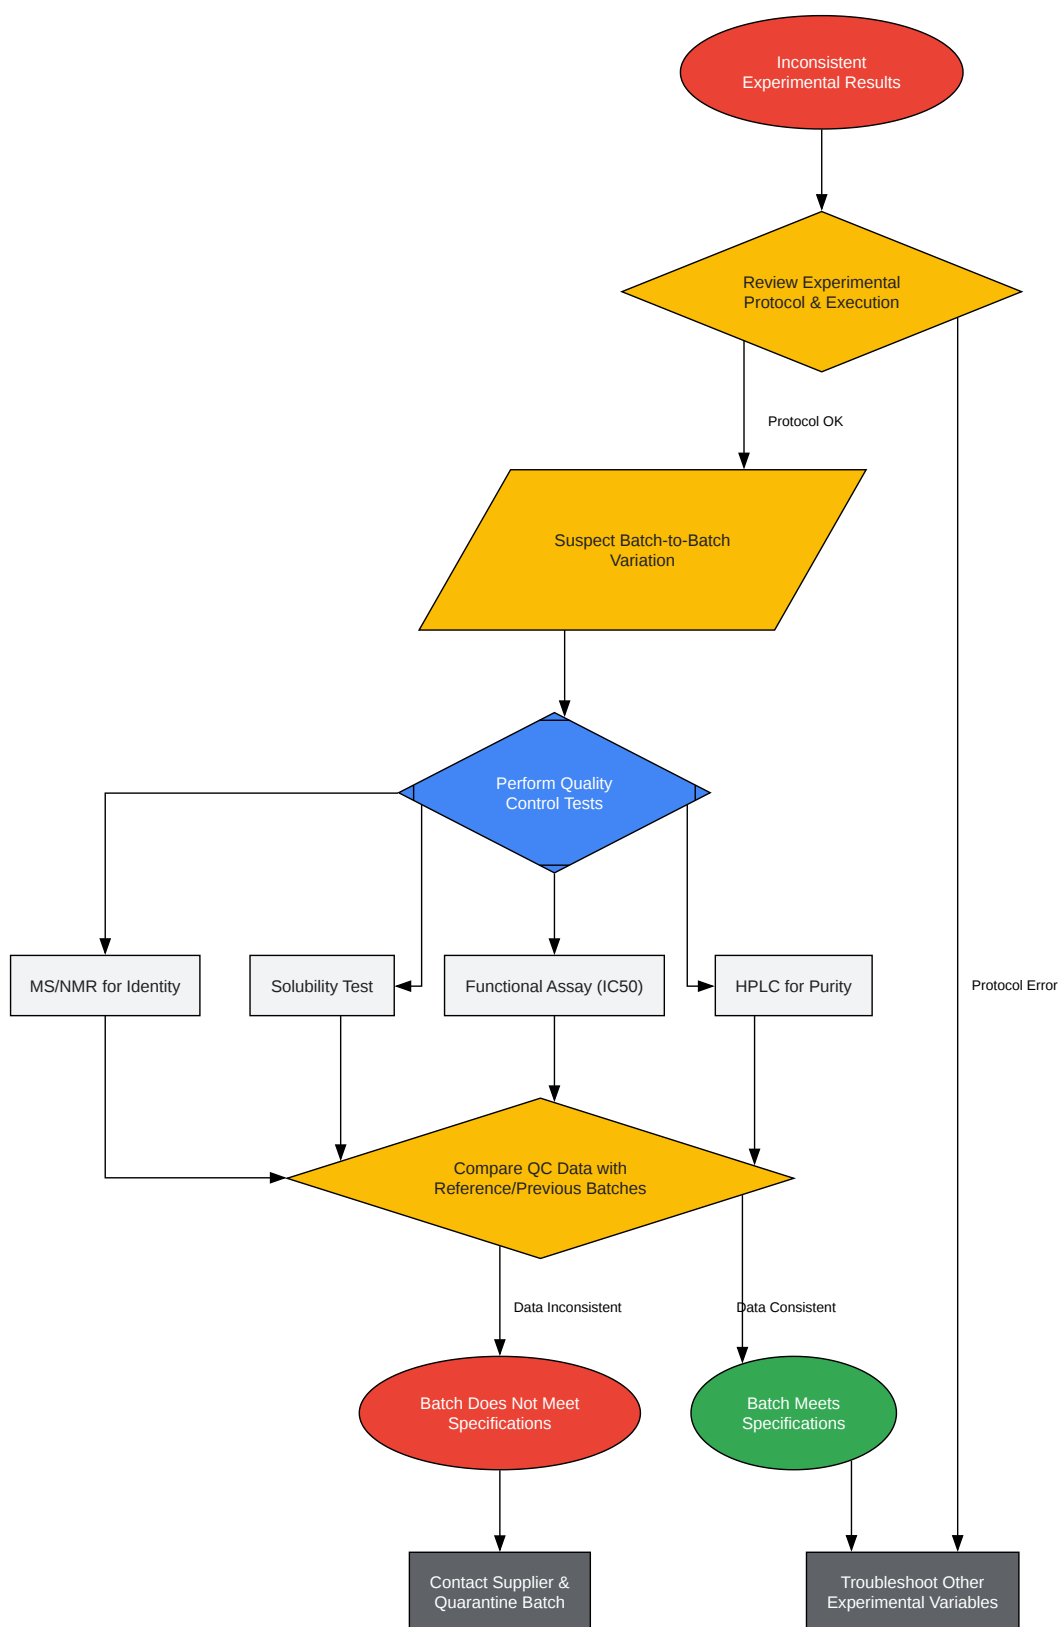 Inconsistent
Experimental Results
Review Experimental
Protocol & Execution
Protocol OK
Suspect Batch-to-Batch
Variation
Perform Quality
Control Tests
MS/NMR for Identity
Solubility Test
Functional Assay (IC50)
HPLC for Purity
Protocol Error
Compare QC Data with
Reference/Previous Batches
Data Inconsistent
Data Consistent
Batch Does Not Meet
Specifications
Batch Meets
Specifications
Contact Supplier &
Quarantine Batch
Troubleshoot Other
Experimental Variables